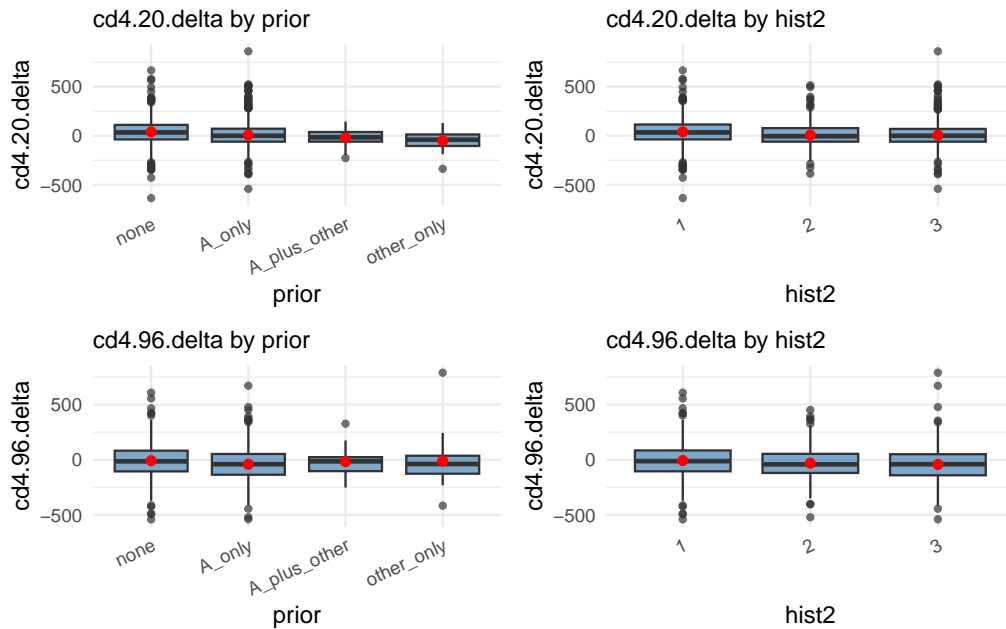 cd4.20.delta by prior
cd4.20.delta
500
0
−500
none
A_only
A_plus_other
other_only
prior
cd4.20.delta by hist2
cd4.20.delta
500
0
−500
1
2
3
hist2
cd4.96.delta by prior
cd4.96.delta
500
0
−500
none
A_only
A_plus_other
other_only
prior
cd4.96.delta by hist2
cd4.96.delta
500
0
−500
1
2
3
hist2